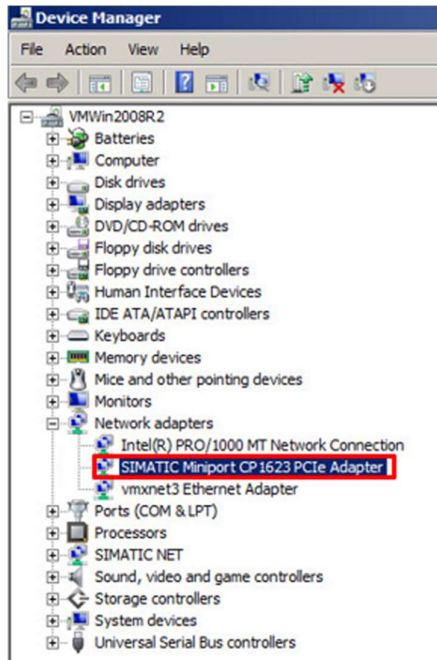 Device Manager
File Action View Help
VMWin2008R2
Batteries
Computer
Disk drives
Display adapters
DVD/CD-ROM drives
Floppy disk drives
Floppy drive controllers
Human Interface Devices
IDE ATA/ATAPI controllers
Keyboards
Memory devices
Mice and other pointing devices
Monitors
Network adapters
Intel(R) PRO/1000 MT Network Connection
SIMATIC Miniport CP1623 PCIe Adapter
vmxnet3 Ethernet Adapter
Ports (COM & LPT)
Processors
SIMATIC NET
Sound, video and game controllers
Storage controllers
System devices
Universal Serial Bus controllers